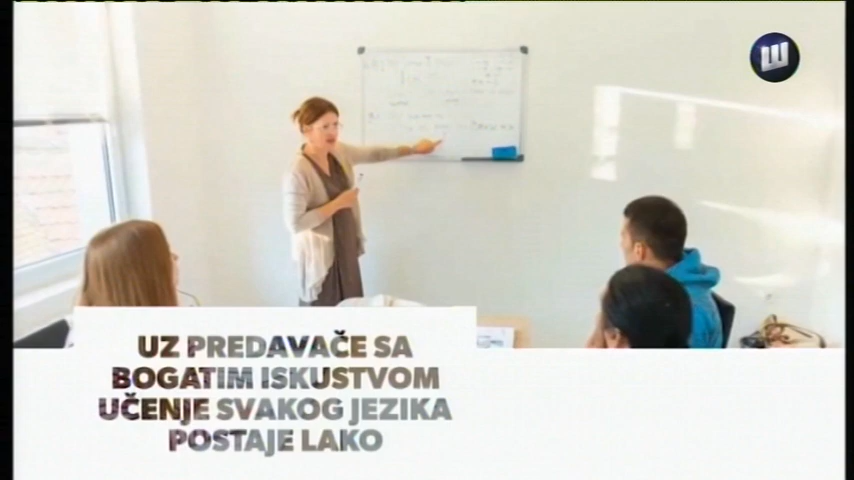 Ш
UZ PREDAVAČE SA
BOGATIM ISKUSTVOM
UČENJE SVAKOG JEZIKA
POSTAJE LAKO